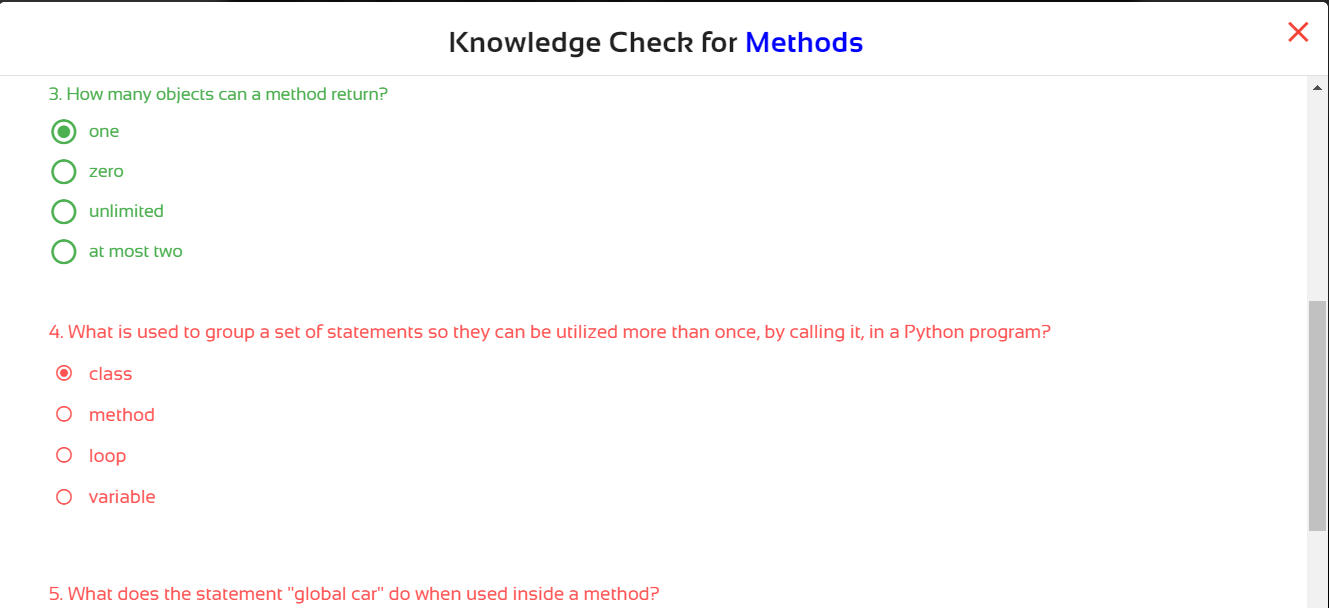 Knowledge Check for Methods
3. How many objects can a method return?
one
zero
unlimited
at most two
4. What is used to group a set of statements so they can be utilized more than once, by calling it, in a Python program?
class
method
loop
variable
5. What does the statement "global car" do when used inside a method?